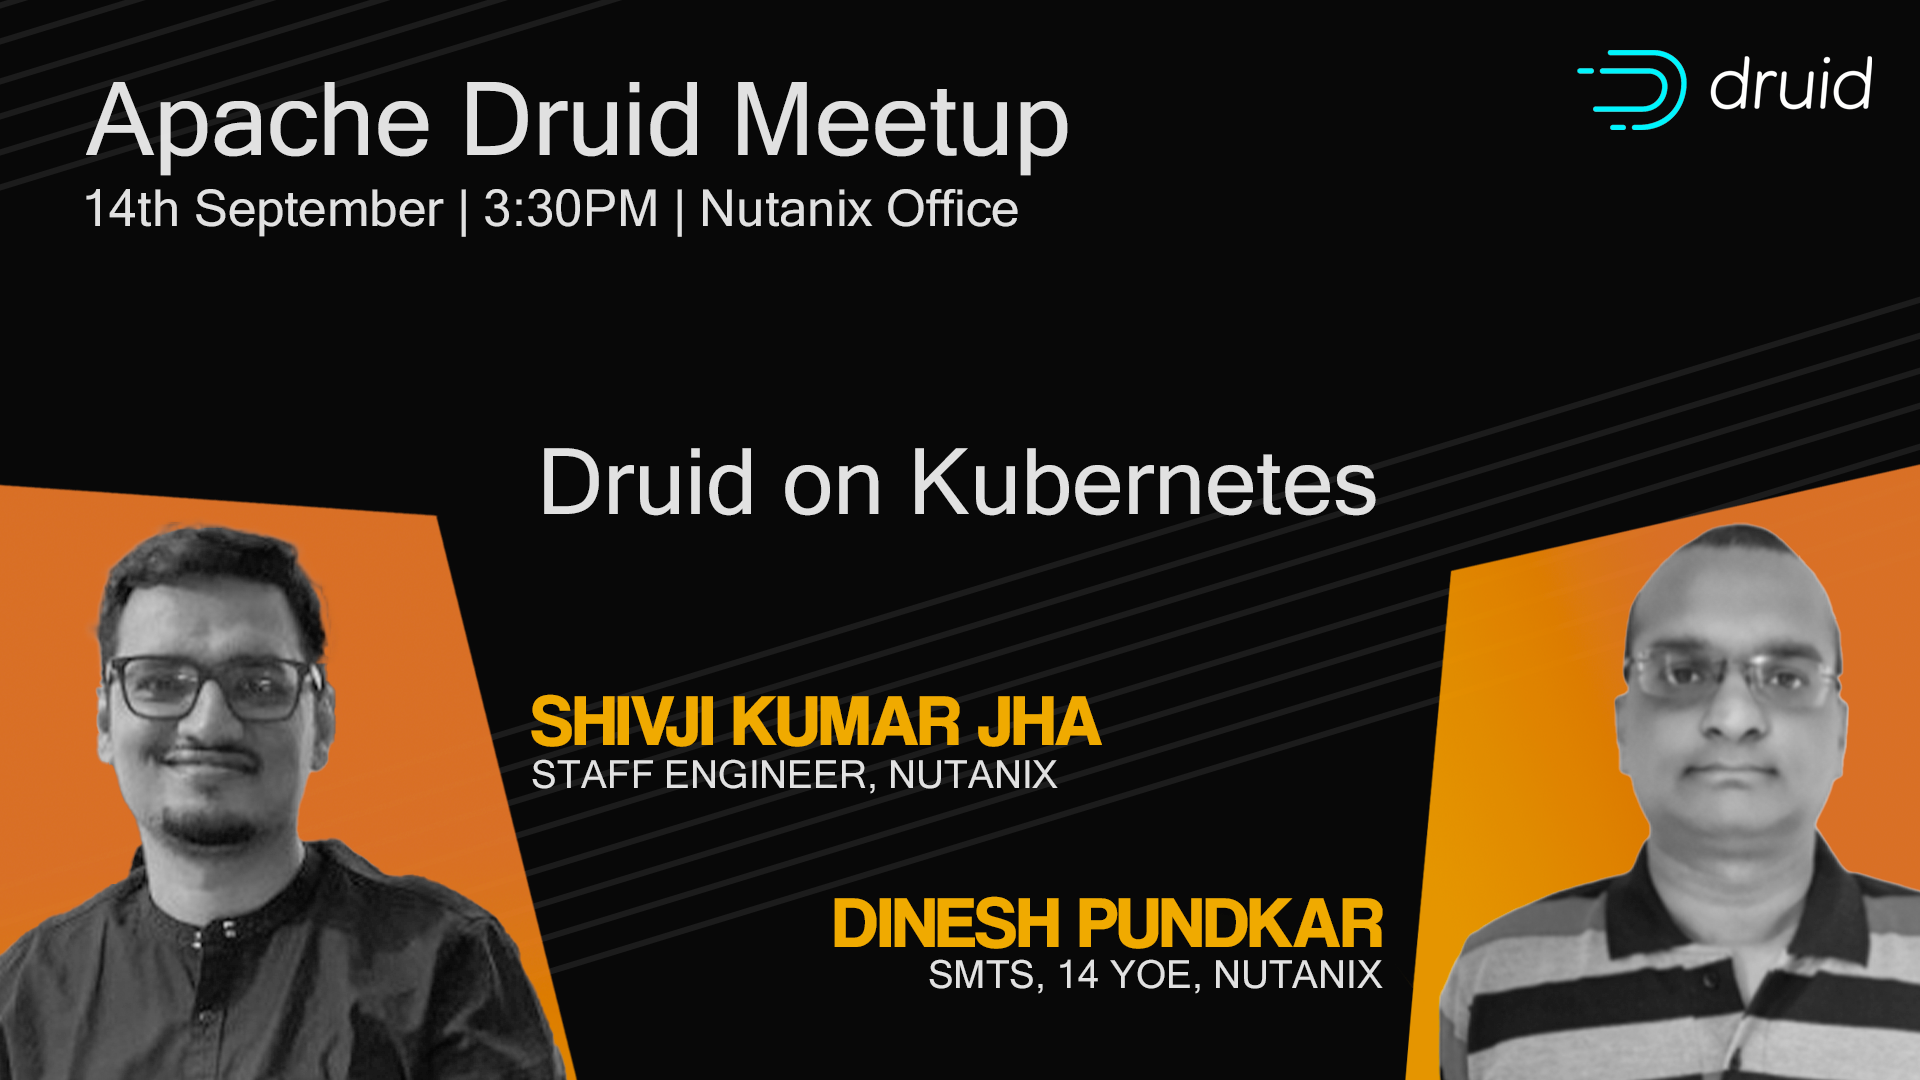 Apache Druid Meetup
druid
14th September | 3:30PM | Nutanix Office
Druid on Kubernetes
SHIVJI KUMAR JHA
STAFF ENGINEER, NUTANIX
DINESH PUNDKAR
SMTS, 14 YOE, NUTANIX